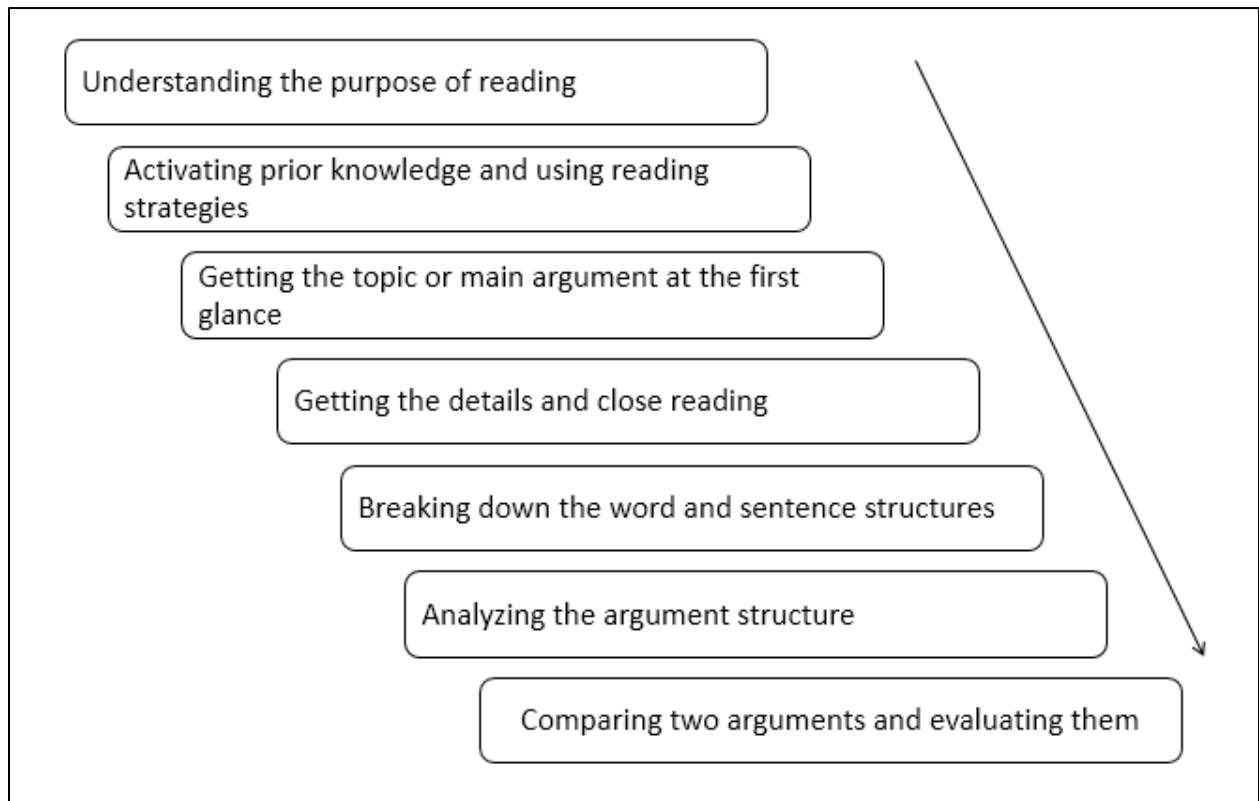 Understanding the purpose of reading
Activating prior knowledge and using reading
strategies
Getting the topic or main argument at the first
glance
Getting the details and close reading
Breaking down the word and sentence structures
Analyzing the argument structure
Comparing two arguments and evaluating them